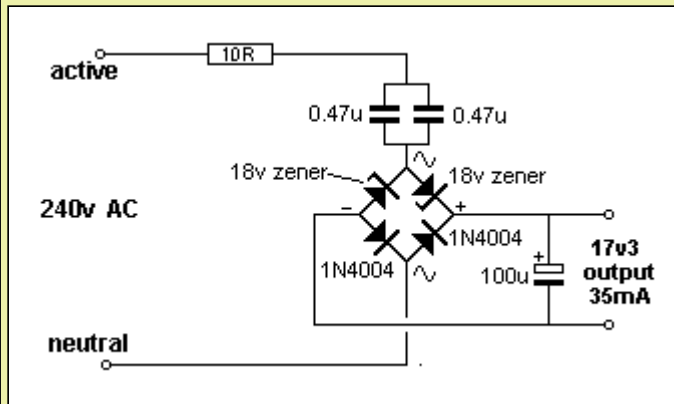 active
10R
0.47u
0.47u
18v zener
18v zener
240v AC
-
+
1N4004
1N4004
+
100u
17v3
output
35mA
neutral